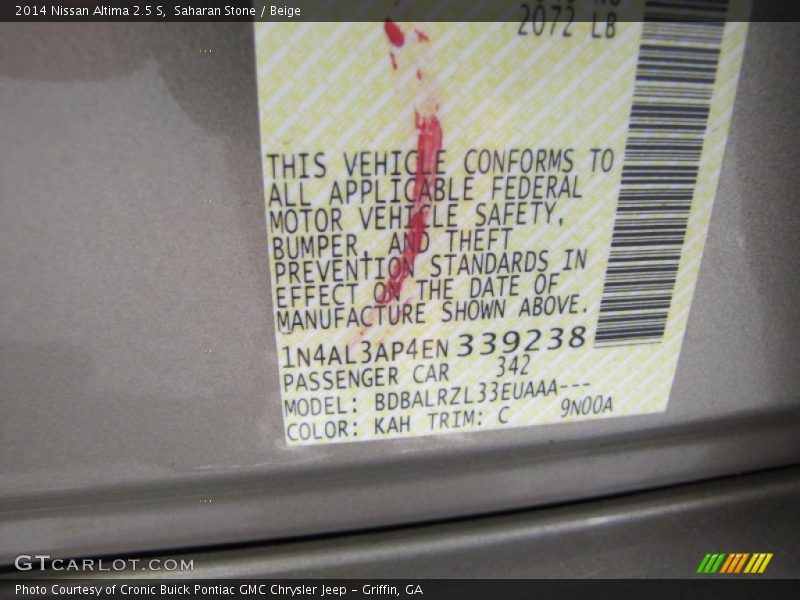 2014 Nissan Altima 2.5 S, Saharan Stone / Beige
2072 LB
THIS VEHICLE CONFORMS TO
ALL APPLICABLE FEDERAL
MOTOR VEHICLE SAFETY,
BUMPER, AND THEFT
PREVENTION STANDARDS IN
EFFECT ON THE DATE OF
MANUFACTURE SHOWN ABOVE.
1N4AL3AP4EN 339238
PASSENGER CAR 342
MODEL: BDBALRZL33EUAAA---
COLOR: KAH TRIM: C 9N00A
GTCARLOT.COM
Photo Courtesy of Cronic Buick Pontiac GMC Chrysler Jeep - Griffin, GA